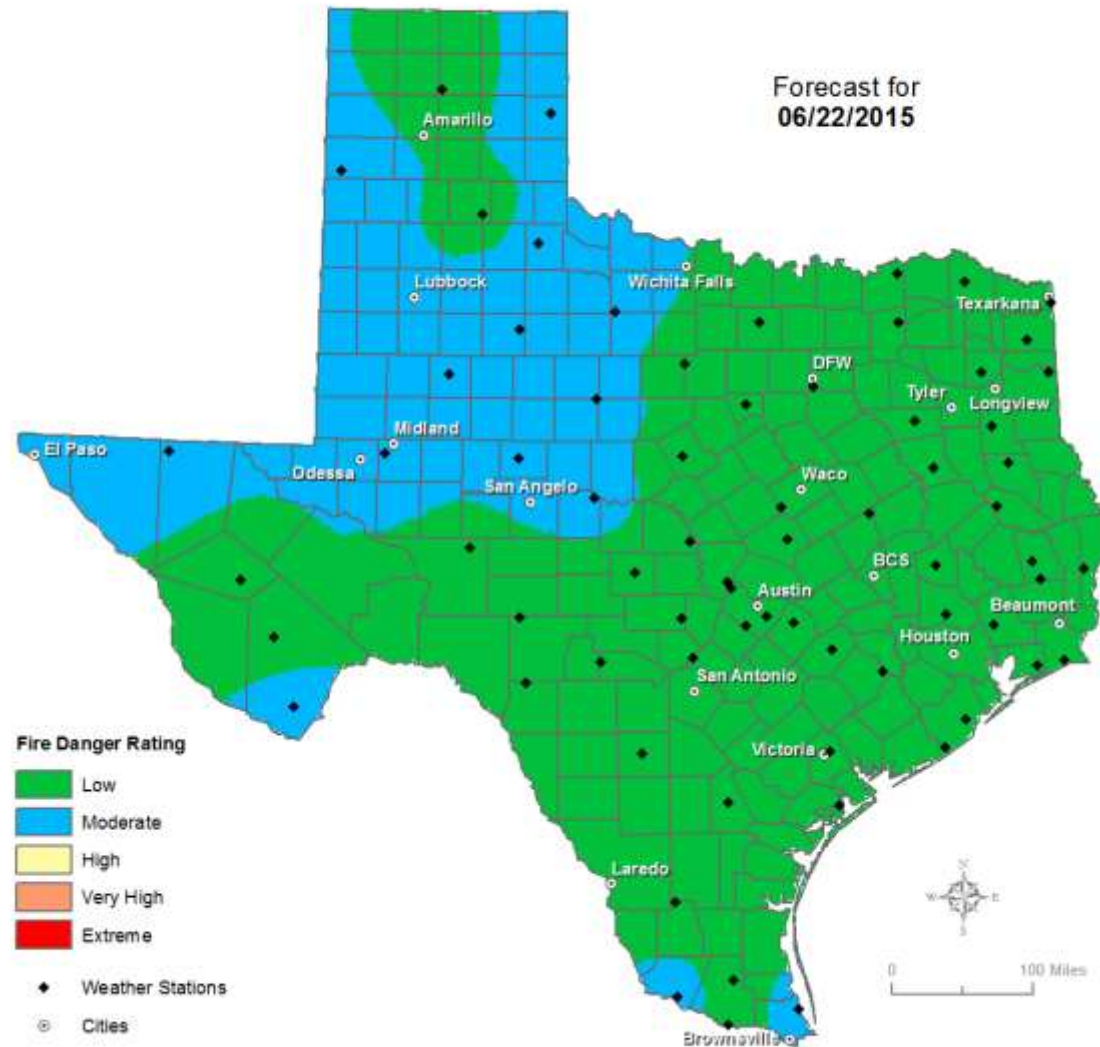 Forecast for
06/22/2015
Amarillo
Lubbock
Wichita Falls
Texarkana
DFW
Tyler
Longview
El Paso
Midland
Odessa
San Angelo
Waco
BCS
Austin
Beaumont
Houston
San Antonio
Victoria
Laredo
Brownsville
Fire Danger Rating
Low
Moderate
High
Very High
Extreme
Weather Stations
Cities
N
W E
S
0 100 Miles